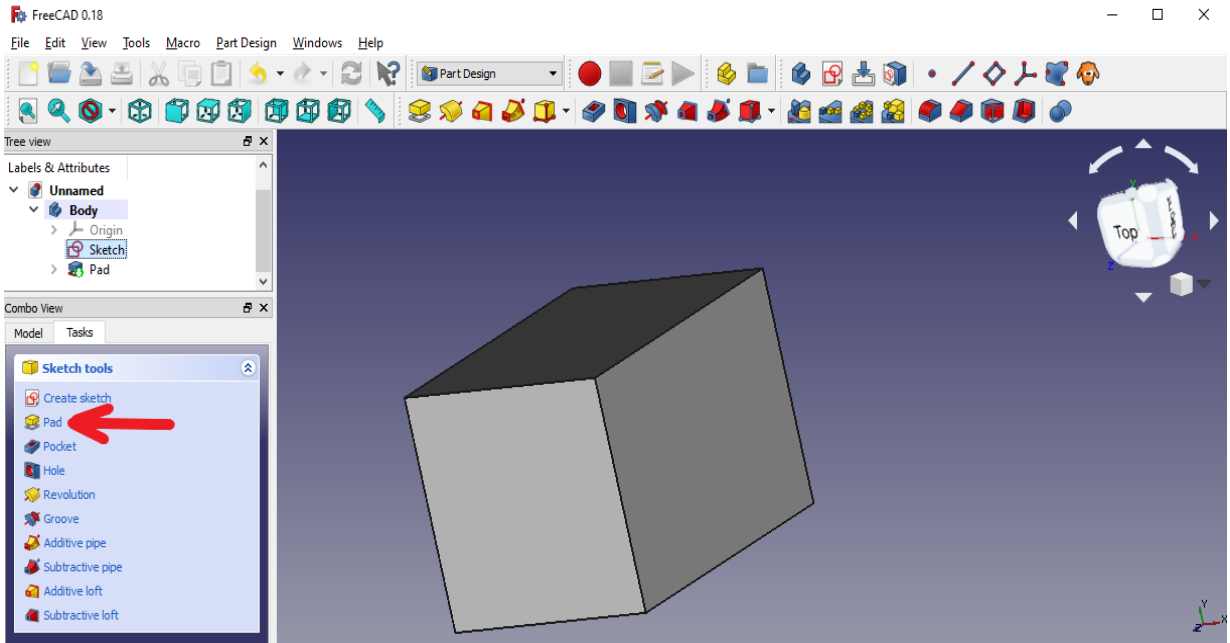 FreeCAD 0.18
File Edit View Tools Macro Part Design Windows Help
Part Design
Tree view
Labels & Attributes
Unnamed
Body
Origin
Sketch
Pad
Combo View
Model Tasks
Sketch tools
Create sketch
Pad
Pocket
Hole
Revolution
Groove
Additive pipe
Subtractive pipe
Additive loft
Subtractive loft
Y
Top
Z
Y
X
Z